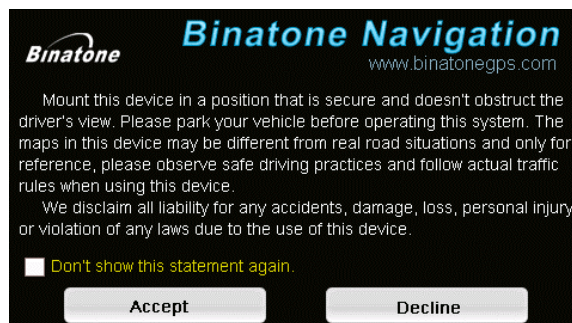 Binatone
Binatone Navigation
www.binatonegps.com
Mount this device in a position that is secure and doesn't obstruct the
driver's view. Please park your vehicle before operating this system. The
maps in this device may be different from real road situations and only for
reference, please observe safe driving practices and follow actual traffic
rules when using this device.
We disclaim all liability for any accidents, damage, loss, personal injury
or violation of any laws due to the use of this device.
Don't show this statement again.
Accept Decline